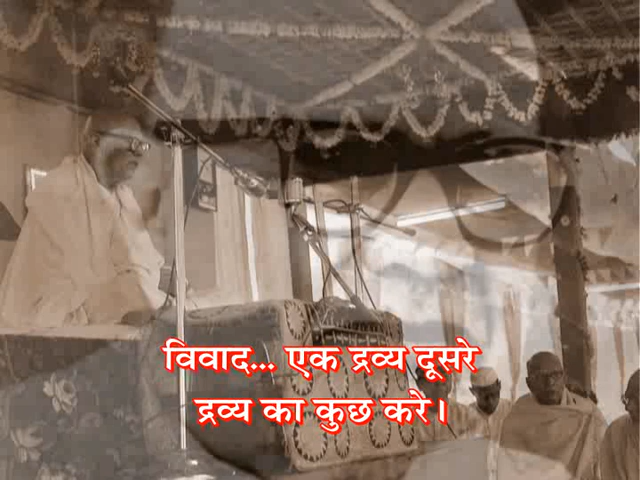 विवाद... एक द्रव्य दूसरे
द्रव्य का कुछ करे।